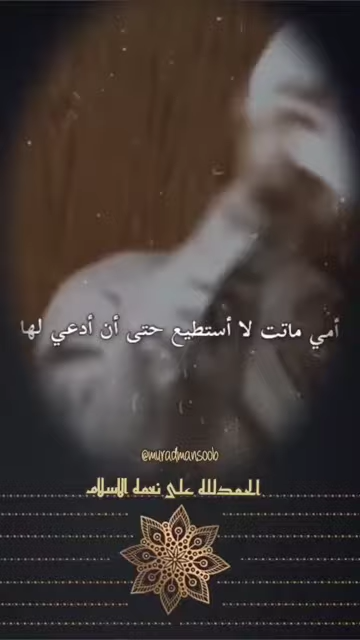 أمي ماتت لا أستطيع حتى أن أدعي لها
@muradmansoob
الحمدلله على نعمة الاسلام